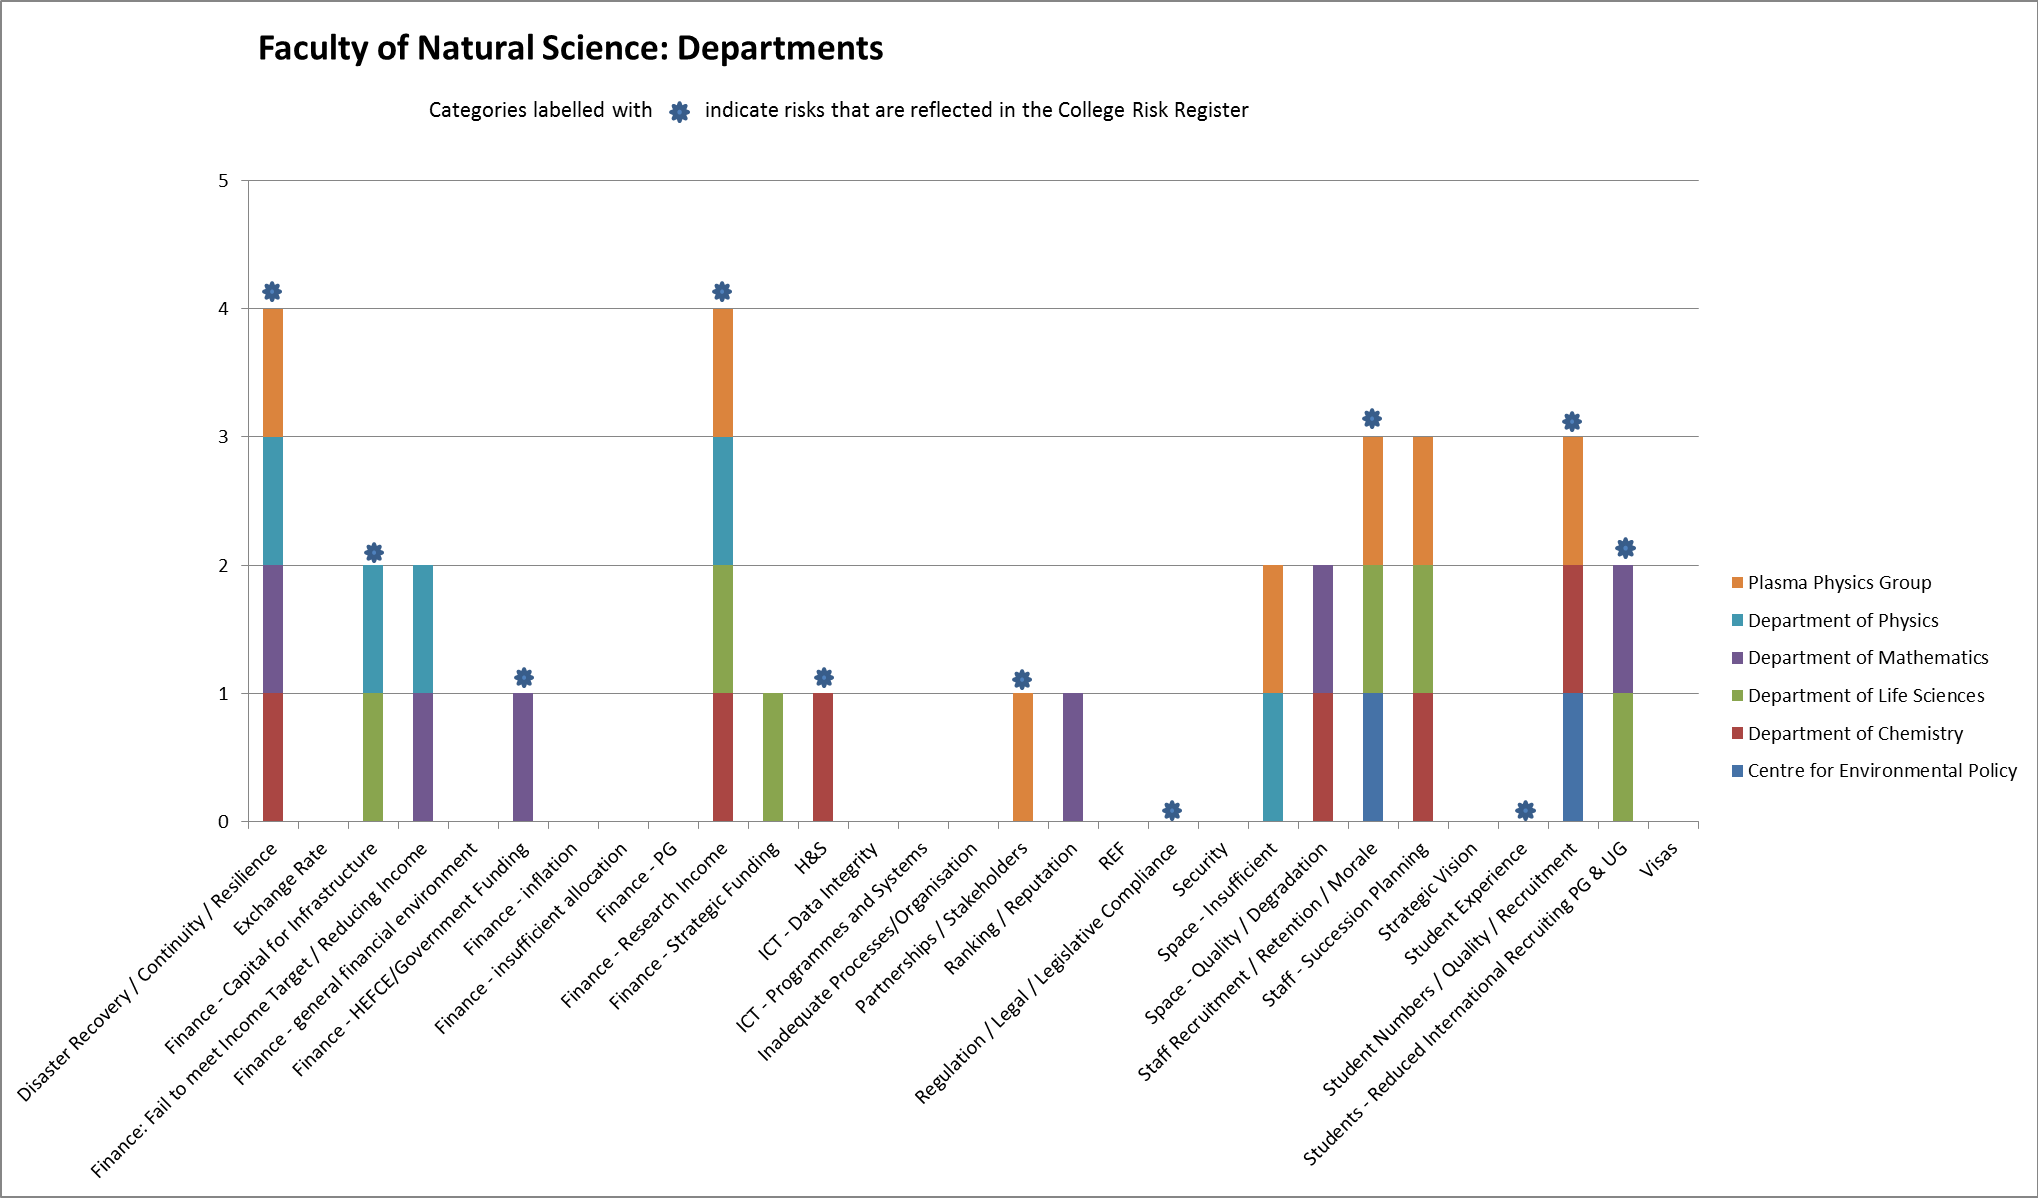 Faculty of Natural Science: Departments
Categories labelled with indicate risks that are reflected in the College Risk Register
5
4
3
2
1
0
Disaster Recovery / Continuity / Resilience
Exchange Rate
Finance - Capital for Infrastructure
Finance: Fail to meet Income Target / Reducing Income
Finance - general financial environment
Finance - HEFCE/Government Funding
Finance - inflation
Finance - insufficient allocation
Finance - PG
Finance - Research Income
Finance - Strategic Funding
H&S
ICT - Data Integrity
ICT - Programmes and Systems
Inadequate Processes/Organisation
Partnerships / Stakeholders
Ranking / Reputation
REF
Regulation / Legal / Legislative Compliance
Security
Space - Insufficient
Space - Quality / Degradation
Staff Recruitment / Retention / Morale
Staff - Succession Planning
Strategic Vision
Student Experience
Student Numbers / Quality / Recruitment
Students - Reduced International Recruiting PG & UG
Visas
Plasma Physics Group
Department of Physics
Department of Mathematics
Department of Life Sciences
Department of Chemistry
Centre for Environmental Policy